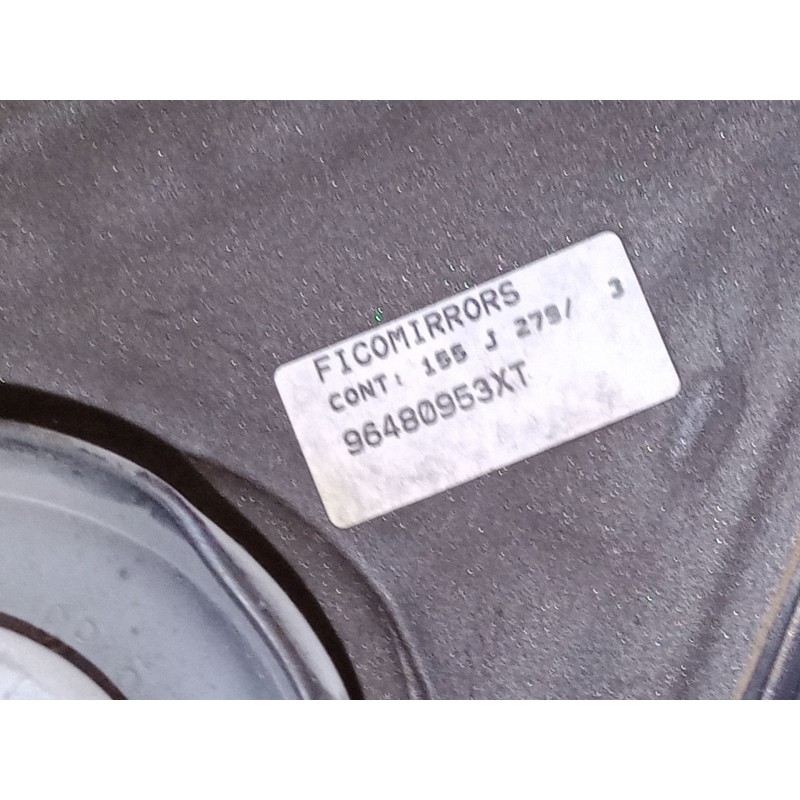 FICOMIRRORS
CONT: 155 J 279/ 3
96480953XT